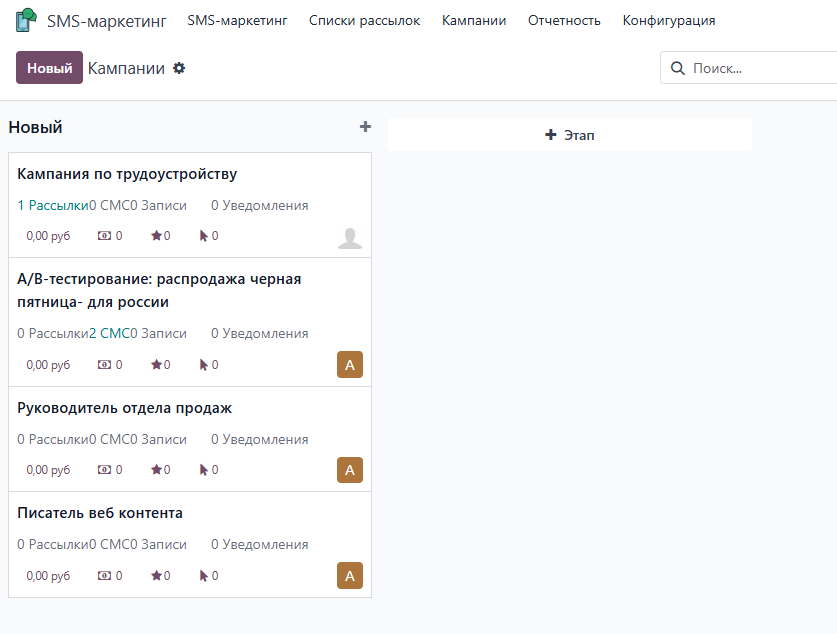 SMS-маркетинг SMS-маркетинг Списки рассылок Кампании Отчетность Конфигурация
Новый Кампании Поиск...
Новый
Этап
Кампания по трудоустройству
1 Рассылки0 СМС0 Записи 0 Уведомления
0,00 руб 0 0 0
A/B-тестирование: распродажа черная
пятница- для россии
0 Рассылки2 СМС0 Записи 0 Уведомления
0,00 руб 0 0 0 A
Руководитель отдела продаж
0 Рассылки0 СМС0 Записи 0 Уведомления
0,00 руб 0 0 0 A
Писатель веб контента
0 Рассылки0 СМС0 Записи 0 Уведомления
0,00 руб 0 0 0 A